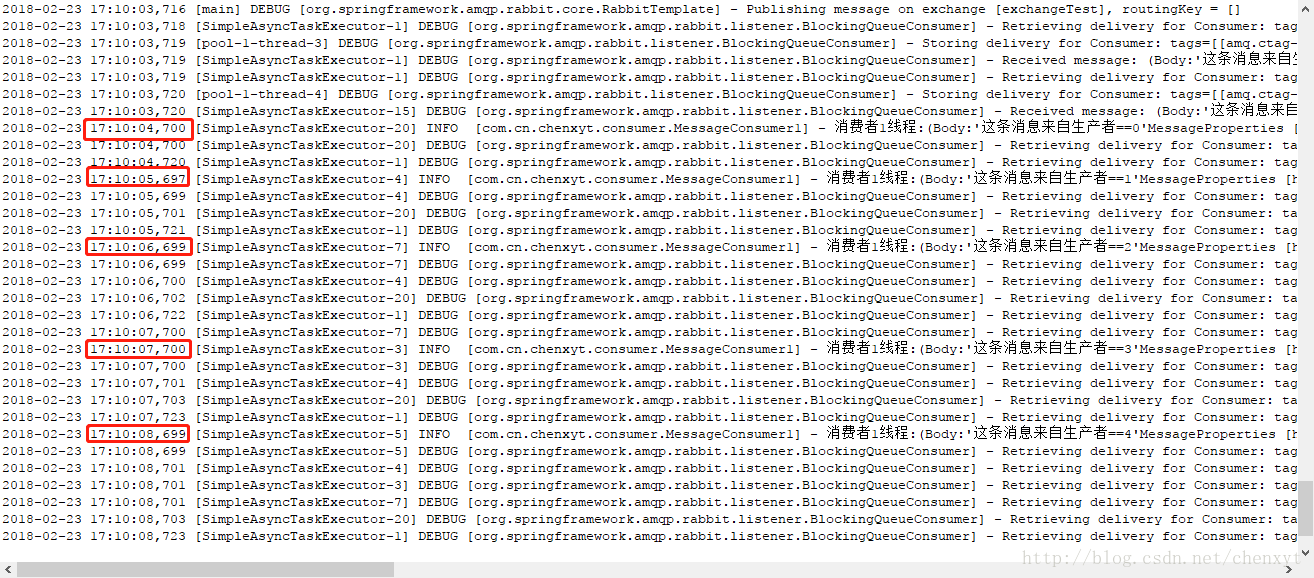 2018-02-23 17:10:03,716 [main] DEBUG [org.springframework.amqp.rabbit.core.RabbitTemplate] - Publishing message on exchange [exchangeTest], routingKey = []
2018-02-23 17:10:03,718 [SimpleAsyncTaskExecutor-1] DEBUG [org.springframework.amqp.rabbit.listener.BlockingQueueConsumer] - Retrieving delivery for Consumer: tag
2018-02-23 17:10:03,719 [pool-1-thread-3] DEBUG [org.springframework.amqp.rabbit.listener.BlockingQueueConsumer] - Storing delivery for Consumer: tags=[[amq.ctag-
2018-02-23 17:10:03,719 [SimpleAsyncTaskExecutor-1] DEBUG [org.springframework.amqp.rabbit.listener.BlockingQueueConsumer] - Received message: (Body:'这条消息来自生
2018-02-23 17:10:03,719 [SimpleAsyncTaskExecutor-1] DEBUG [org.springframework.amqp.rabbit.listener.BlockingQueueConsumer] - Retrieving delivery for Consumer: tag
2018-02-23 17:10:03,720 [pool-1-thread-4] DEBUG [org.springframework.amqp.rabbit.listener.BlockingQueueConsumer] - Storing delivery for Consumer: tags=[[amq.ctag-
2018-02-23 17:10:03,720 [SimpleAsyncTaskExecutor-15] DEBUG [org.springframework.amqp.rabbit.listener.BlockingQueueConsumer] - Received message: (Body:'这条消息来自
2018-02-23 17:10:04,700 [SimpleAsyncTaskExecutor-20] INFO  [com.cn.chenxyt.consumer.MessageConsumer1] - 消费者1线程:(Body:'这条消息来自生产者==0'MessageProperties [
2018-02-23 17:10:04,700 [SimpleAsyncTaskExecutor-20] DEBUG [org.springframework.amqp.rabbit.listener.BlockingQueueConsumer] - Retrieving delivery for Consumer: ta
2018-02-23 17:10:04,720 [SimpleAsyncTaskExecutor-1] DEBUG [org.springframework.amqp.rabbit.listener.BlockingQueueConsumer] - Retrieving delivery for Consumer: tag
2018-02-23 17:10:05,697 [SimpleAsyncTaskExecutor-4] INFO  [com.cn.chenxyt.consumer.MessageConsumer1] - 消费者1线程:(Body:'这条消息来自生产者==1'MessageProperties [h
2018-02-23 17:10:05,699 [SimpleAsyncTaskExecutor-4] DEBUG [org.springframework.amqp.rabbit.listener.BlockingQueueConsumer] - Retrieving delivery for Consumer: tag
2018-02-23 17:10:05,701 [SimpleAsyncTaskExecutor-20] DEBUG [org.springframework.amqp.rabbit.listener.BlockingQueueConsumer] - Retrieving delivery for Consumer: ta
2018-02-23 17:10:05,721 [SimpleAsyncTaskExecutor-1] DEBUG [org.springframework.amqp.rabbit.listener.BlockingQueueConsumer] - Retrieving delivery for Consumer: tag
2018-02-23 17:10:06,699 [SimpleAsyncTaskExecutor-7] INFO  [com.cn.chenxyt.consumer.MessageConsumer1] - 消费者1线程:(Body:'这条消息来自生产者==2'MessageProperties [h
2018-02-23 17:10:06,699 [SimpleAsyncTaskExecutor-7] DEBUG [org.springframework.amqp.rabbit.listener.BlockingQueueConsumer] - Retrieving delivery for Consumer: tag
2018-02-23 17:10:06,700 [SimpleAsyncTaskExecutor-4] DEBUG [org.springframework.amqp.rabbit.listener.BlockingQueueConsumer] - Retrieving delivery for Consumer: tag
2018-02-23 17:10:06,702 [SimpleAsyncTaskExecutor-20] DEBUG [org.springframework.amqp.rabbit.listener.BlockingQueueConsumer] - Retrieving delivery for Consumer: ta
2018-02-23 17:10:06,722 [SimpleAsyncTaskExecutor-1] DEBUG [org.springframework.amqp.rabbit.listener.BlockingQueueConsumer] - Retrieving delivery for Consumer: tag
2018-02-23 17:10:07,700 [SimpleAsyncTaskExecutor-7] DEBUG [org.springframework.amqp.rabbit.listener.BlockingQueueConsumer] - Retrieving delivery for Consumer: tag
2018-02-23 17:10:07,700 [SimpleAsyncTaskExecutor-3] INFO  [com.cn.chenxyt.consumer.MessageConsumer1] - 消费者1线程:(Body:'这条消息来自生产者==3'MessageProperties [h
2018-02-23 17:10:07,700 [SimpleAsyncTaskExecutor-3] DEBUG [org.springframework.amqp.rabbit.listener.BlockingQueueConsumer] - Retrieving delivery for Consumer: tag
2018-02-23 17:10:07,701 [SimpleAsyncTaskExecutor-4] DEBUG [org.springframework.amqp.rabbit.listener.BlockingQueueConsumer] - Retrieving delivery for Consumer: tag
2018-02-23 17:10:07,703 [SimpleAsyncTaskExecutor-20] DEBUG [org.springframework.amqp.rabbit.listener.BlockingQueueConsumer] - Retrieving delivery for Consumer: ta
2018-02-23 17:10:07,723 [SimpleAsyncTaskExecutor-1] DEBUG [org.springframework.amqp.rabbit.listener.BlockingQueueConsumer] - Retrieving delivery for Consumer: tag
2018-02-23 17:10:08,699 [SimpleAsyncTaskExecutor-5] INFO  [com.cn.chenxyt.consumer.MessageConsumer1] - 消费者1线程:(Body:'这条消息来自生产者==4'MessageProperties [h
2018-02-23 17:10:08,699 [SimpleAsyncTaskExecutor-5] DEBUG [org.springframework.amqp.rabbit.listener.BlockingQueueConsumer] - Retrieving delivery for Consumer: tag
2018-02-23 17:10:08,701 [SimpleAsyncTaskExecutor-4] DEBUG [org.springframework.amqp.rabbit.listener.BlockingQueueConsumer] - Retrieving delivery for Consumer: tag
2018-02-23 17:10:08,701 [SimpleAsyncTaskExecutor-3] DEBUG [org.springframework.amqp.rabbit.listener.BlockingQueueConsumer] - Retrieving delivery for Consumer: tag
2018-02-23 17:10:08,701 [SimpleAsyncTaskExecutor-7] DEBUG [org.springframework.amqp.rabbit.listener.BlockingQueueConsumer] - Retrieving delivery for Consumer: tag
2018-02-23 17:10:08,703 [SimpleAsyncTaskExecutor-20] DEBUG [org.springframework.amqp.rabbit.listener.BlockingQueueConsumer] - Retrieving delivery for Consumer: ta
2018-02-23 17:10:08,723 [SimpleAsyncTaskExecutor-1] DEBUG [org.springframework.amqp.rabbit.listener.BlockingQueueConsumer] - Retrieving delivery for Consumer: tag
http://blog.csdn.net/chenxyt